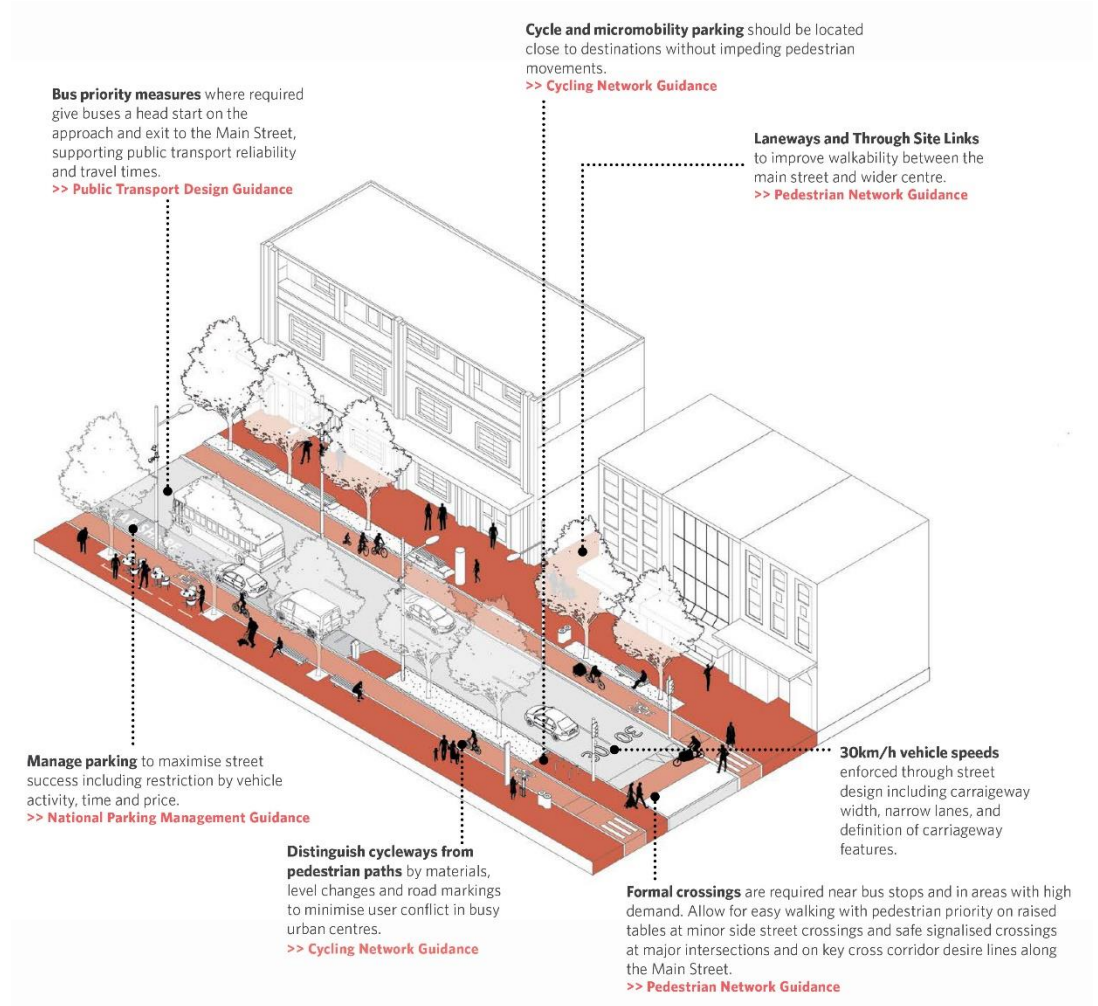 Cycle and micromobility parking should be located
close to destinations without impeding pedestrian
movements.
>> Cycling Network Guidance
Bus priority measures where required
give buses a head start on the
approach and exit to the Main Street,
supporting public transport reliability
and travel times.
>> Public Transport Design Guidance
Laneways and Through Site Links
to improve walkability between the
main street and wider centre.
>> Pedestrian Network Guidance
30
30
Manage parking to maximise street
success including restriction by vehicle
activity, time and price.
>> National Parking Management Guidance
30km/h vehicle speeds
enforced through street
design including carraigeway
width, narrow lanes, and
definition of carriageway
features.
Distinguish cycleways from
pedestrian paths by materials,
level changes and road markings
to minimise user conflict in busy
urban centres.
>> Cycling Network Guidance
Formal crossings are required near bus stops and in areas with high
demand. Allow for easy walking with pedestrian priority on raised
tables at minor side street crossings and safe signalised crossings
at major intersections and on key cross corridor desire lines along
the Main Street.
>> Pedestrian Network Guidance